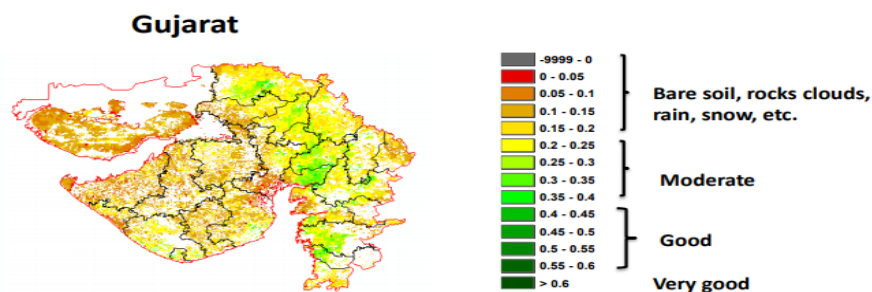 Gujarat
-9999 - 0
0 - 0.05
0.05 - 0.1
0.1 - 0.15
0.15 - 0.2
0.2 - 0.25
0.25 - 0.3
0.3 - 0.35
0.35 - 0.4
0.4 - 0.45
0.45 - 0.5
0.5 - 0.55
0.55 - 0.6
> 0.6
Bare soil, rocks clouds,
rain, snow, etc.
Moderate
Good
Very good